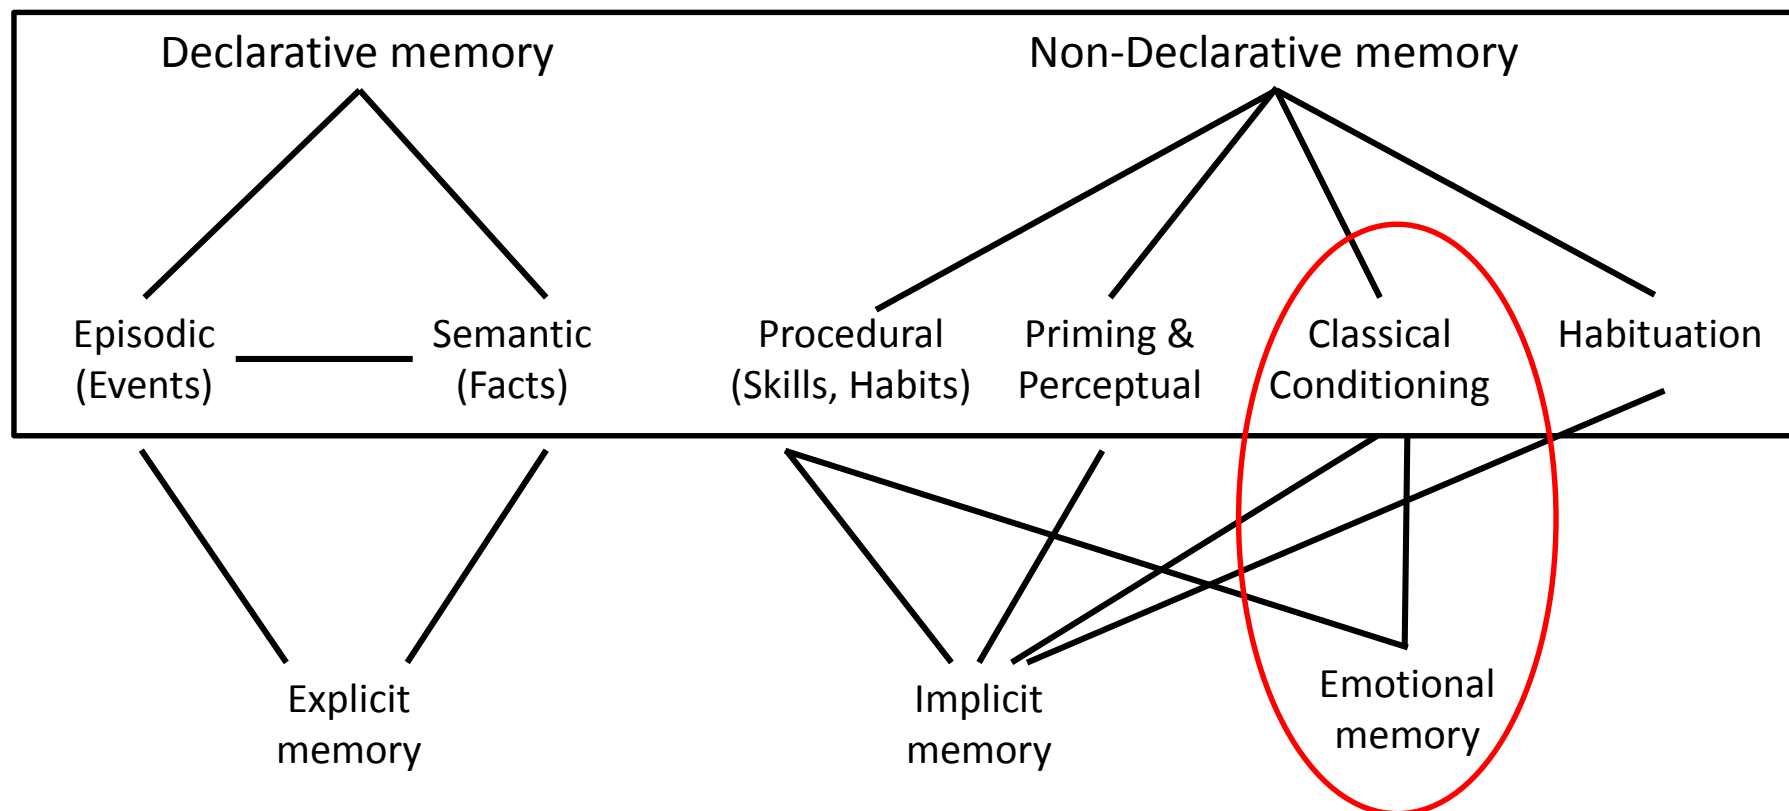 Declarative memory
Non-Declarative memory
Episodic
(Events)
Semantic
(Facts)
Procedural
(Skills, Habits)
Priming &
Perceptual
Classical
Conditioning
Habituation
Explicit
memory
Implicit
memory
Emotional
memory